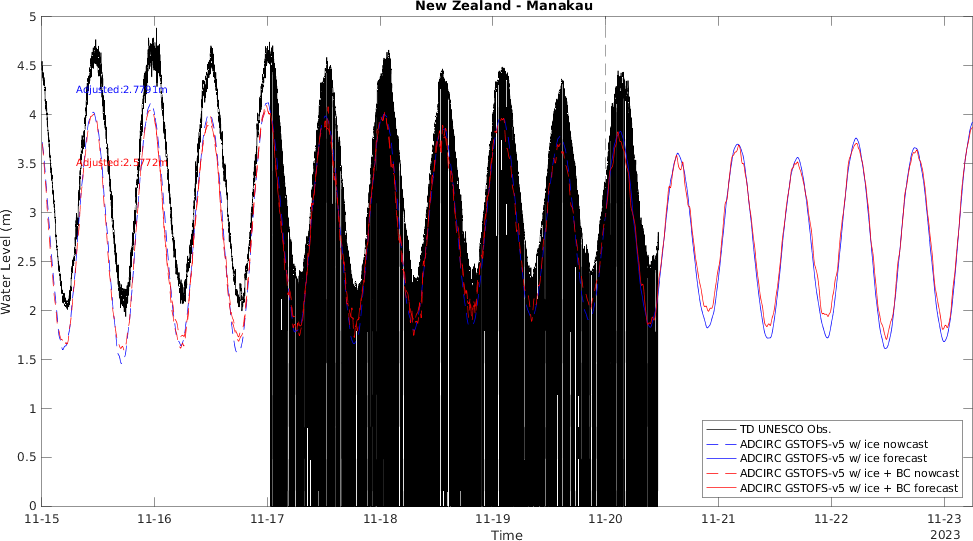 New Zealand - Manakau
5
4.5
4
3.5
3
2.5
2
1.5
1
0.5
0
Water Level (m)
Adjusted:2.7791m
Adjusted:2.5772m
TD UNESCO Obs.
ADCIRC GSTOFS-v5 w/ ice nowcast
ADCIRC GSTOFS-v5 w/ ice forecast
ADCIRC GSTOFS-v5 w/ ice + BC nowcast
ADCIRC GSTOFS-v5 w/ ice + BC forecast
11-15 11-16 11-17 11-18 11-19 11-20 11-21 11-22 11-23
Time
2023